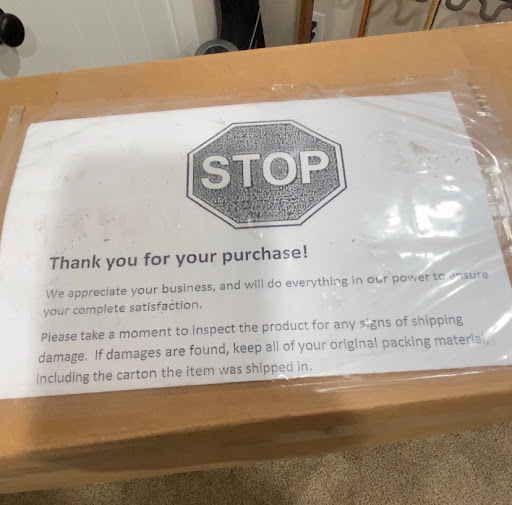 STOP
Thank you for your purchase!
We appreciate your business, and will do everything in our power to ensure
your complete satisfaction.
Please take a moment to inspect the product for any signs of shipping
damage. If damages are found, keep all of your original packing material,
including the carton the item was shipped in.